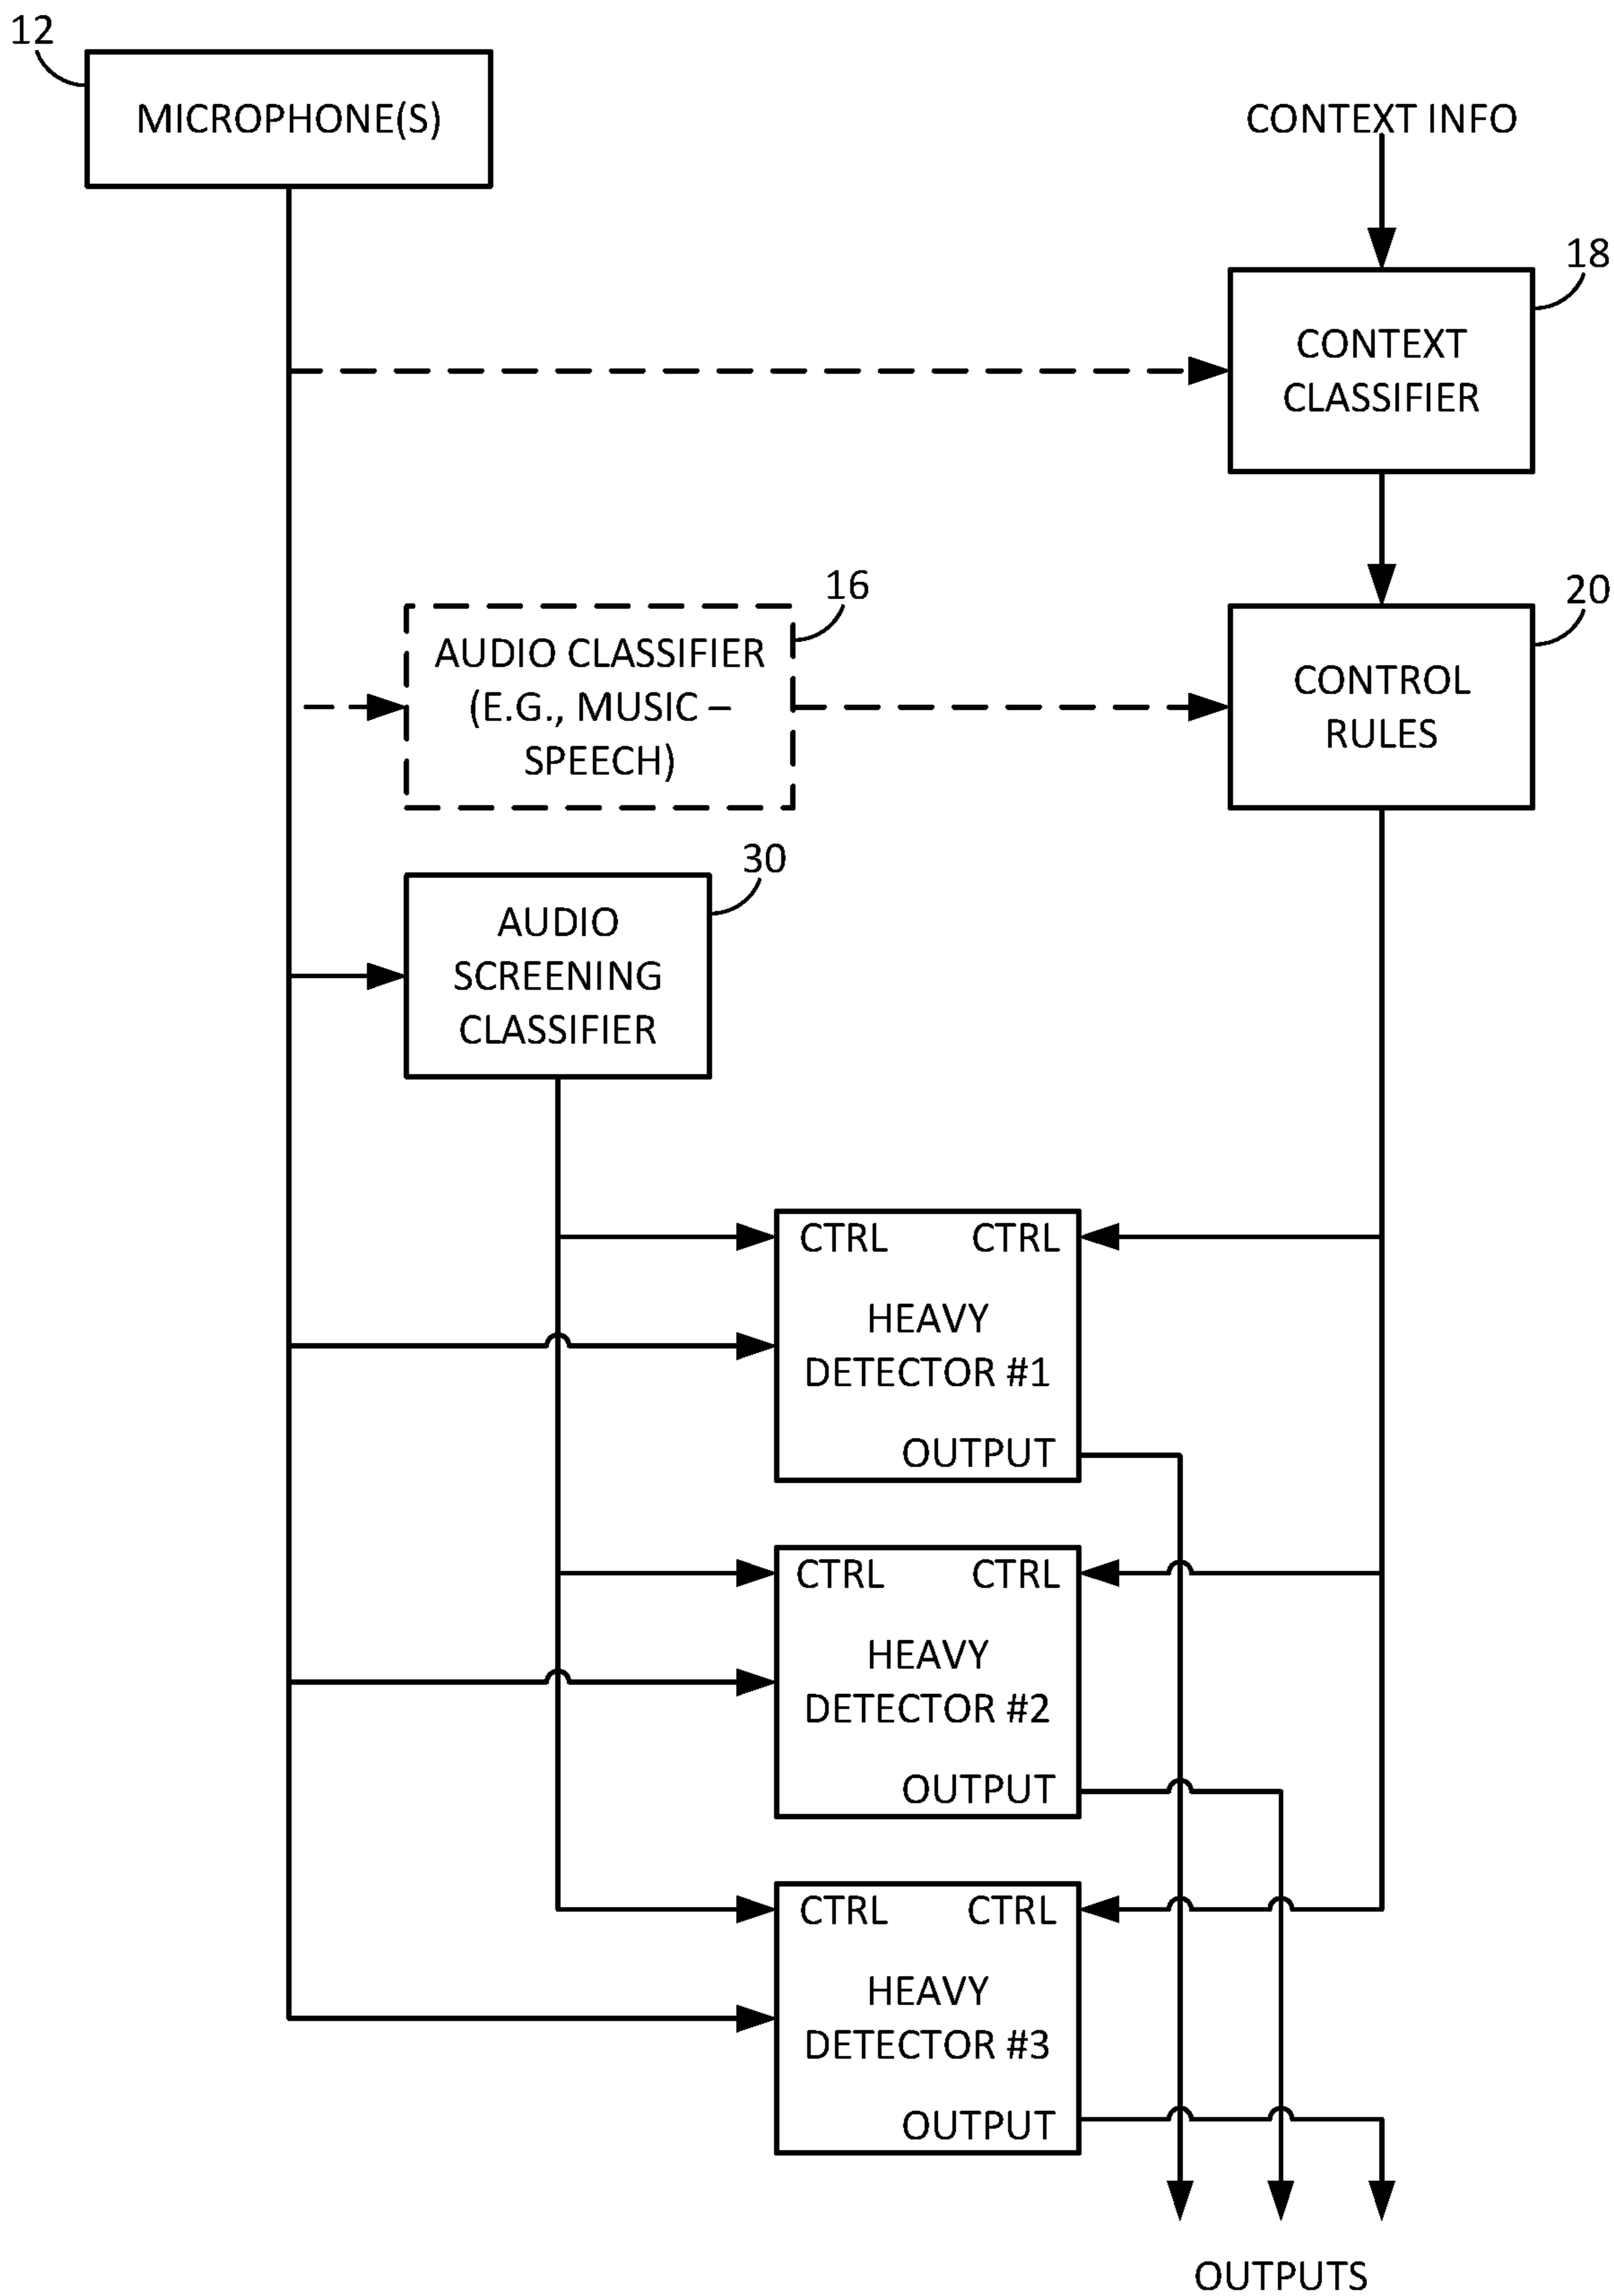 12
MICROPHONE(S)
CONTEXT INFO
18
CONTEXT
CLASSIFIER
16
AUDIO CLASSIFIER
(E.G., MUSIC –
SPEECH)
20
CONTROL
RULES
30
AUDIO
SCREENING
CLASSIFIER
CTRL CTRL
HEAVY
DETECTOR #1
OUTPUT
CTRL CTRL
HEAVY
DETECTOR #2
OUTPUT
CTRL CTRL
HEAVY
DETECTOR #3
OUTPUT
OUTPUTS